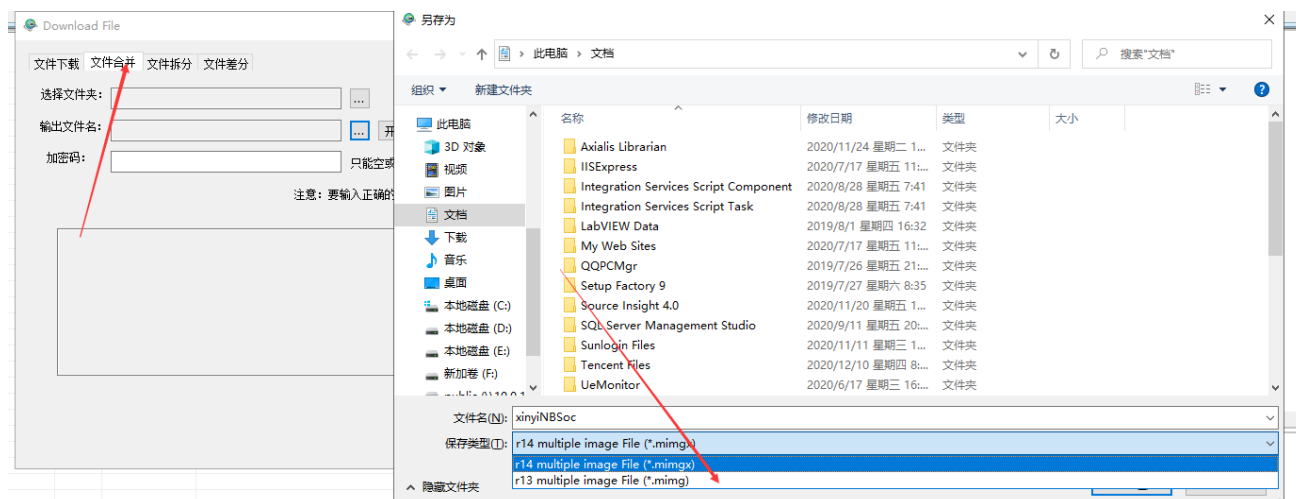 Download File
文件下载 文件合并 文件拆分 文件差分
选择文件夹：
...
输出文件名：
...
开
加密码：
只能空或
注意：要输入正确的
另存为
此电脑 › 文档
搜索"文档"
组织 新建文件夹
此电脑
3D 对象
视频
图片
文档
下载
音乐
桌面
本地磁盘 (C:)
本地磁盘 (D:)
本地磁盘 (E:)
新加卷 (F:)
名称 修改日期 类型 大小
Axialis Librarian 2020/11/24 星期二 1... 文件夹
IISExpress 2020/7/17 星期五 11:... 文件夹
Integration Services Script Component 2020/8/28 星期五 7:41 文件夹
Integration Services Script Task 2020/8/28 星期五 7:41 文件夹
LabVIEW Data 2019/8/1 星期四 16:32 文件夹
My Web Sites 2020/7/17 星期五 11:... 文件夹
QQPCMgr 2019/7/26 星期五 21:... 文件夹
Setup Factory 9 2019/7/27 星期六 8:35 文件夹
Source Insight 4.0 2020/11/20 星期五 1... 文件夹
SQL Server Management Studio 2020/9/11 星期五 20:... 文件夹
Sunlogin Files 2020/11/11 星期三 1... 文件夹
Tencent Files 2020/12/10 星期四 8:... 文件夹
UeMonitor 2020/6/17 星期三 16:... 文件夹
文件名(N): xinyiNBSoc
保存类型(T): r14 multiple image File (*.mimgx)
r14 multiple image File (*.mimgx)
r13 multiple image File (*.mimg)
隐藏文件夹